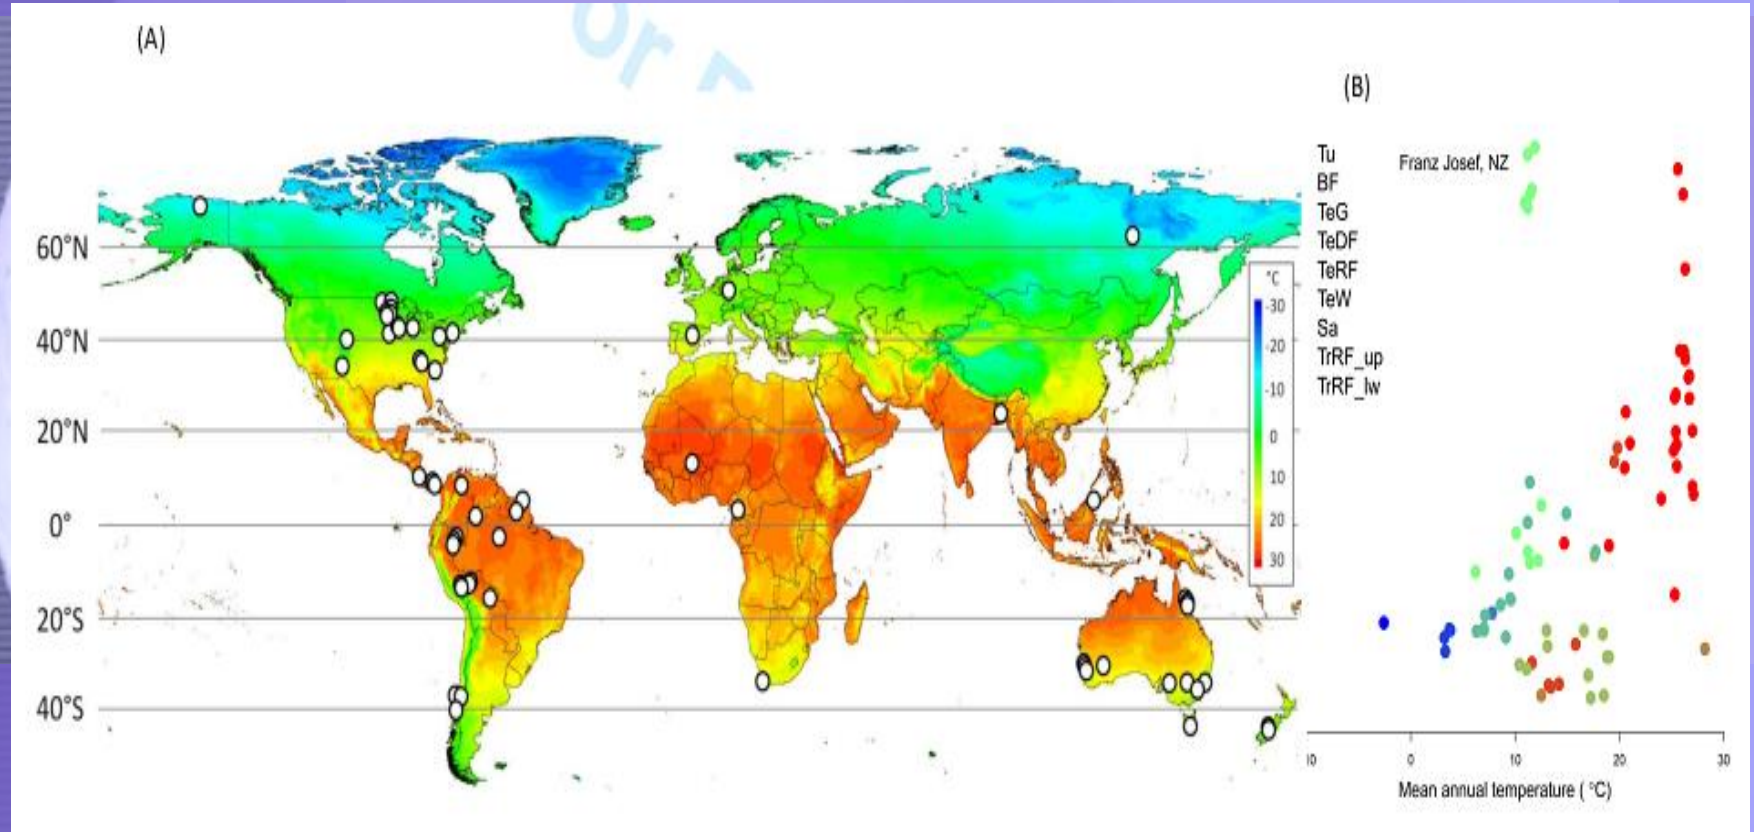 (A)
or
60°N
40°N
20°N
0°
20°S
40°S
°C
-30
-20
-10
0
10
20
30
(B)
Tu
BF
TeG
TeDF
TeRF
TeW
Sa
TrRF_up
TrRF_lw
Franz Josef, NZ
10
0
10
20
30
Mean annual temperature ( °C)